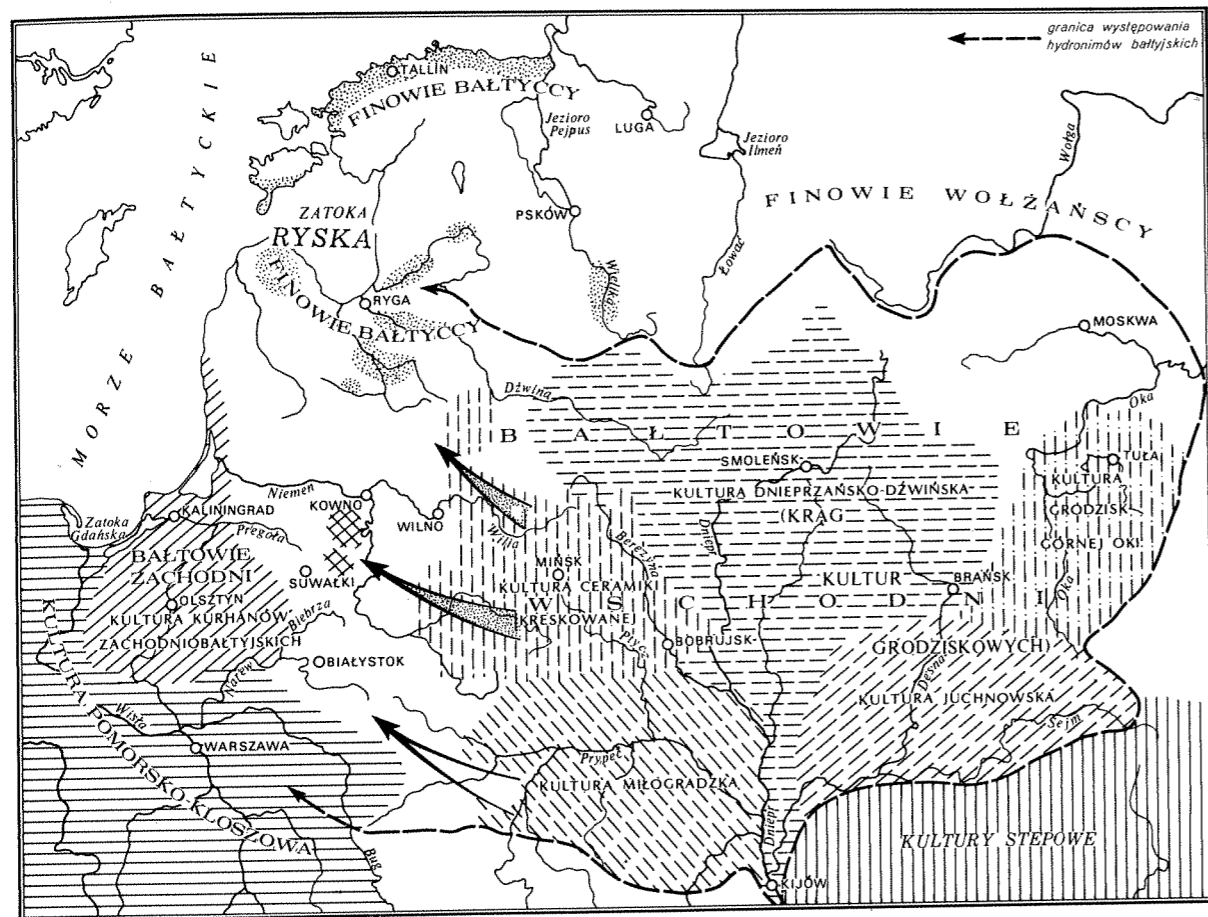 granica występowania
hydronimów bałtyjskich
MORZE BAŁTYCKIE
TALLİN
FINOWIE BAŁTYCCY
Jezioro
Pejpus
LUGA
Jezioro
Ilmeń
Wołga
FINOWIE WOŁŻAŃSCY
ZATOKA
RYSKA
PSKÓW
Wielika
Łować
FINOWIE BAŁTYCCY
RYGA
MOSKWA
Dźwina
Oka
BAŁTOWIE
SMOLEŃSK
TUŁA
KULTURA DNIEPRZAŃSKO-DŹWIŃSKA
(KRĄG
KULTURA
GRODZISK
GÓRNEJ OKI
Niemen
KOWNO
WILNO
Wilja
Berezyna
Dniepr
Zatoka
Gdańska
KALININGRAD
Pregoła
BAŁTOWIE
ZACHODNI
SUWAŁKI
MIŃSK
KULTURA CERAMIKI
KRESKOWANEJ
KULTUR
BRAŃSK
Oka
WSCHODNI
OLSZTYN
KULTURA KURHANÓW
ZACHODNIOBAŁTYJSKICH
Biebrza
Ptycz
BOBRUJSK
GRODZISKOWYCH)
BIAŁYSTOK
Narew
Desna
KULTURA JUCHNOWSKA
Sejm
KULTURA POMORSKO-KLOSZOWA
Wisła
WARSZAWA
Prypeć
KULTURA MIŁOGRADZKA
Bug
Dniepr
KULTURY STEPOWE
KIJÓW